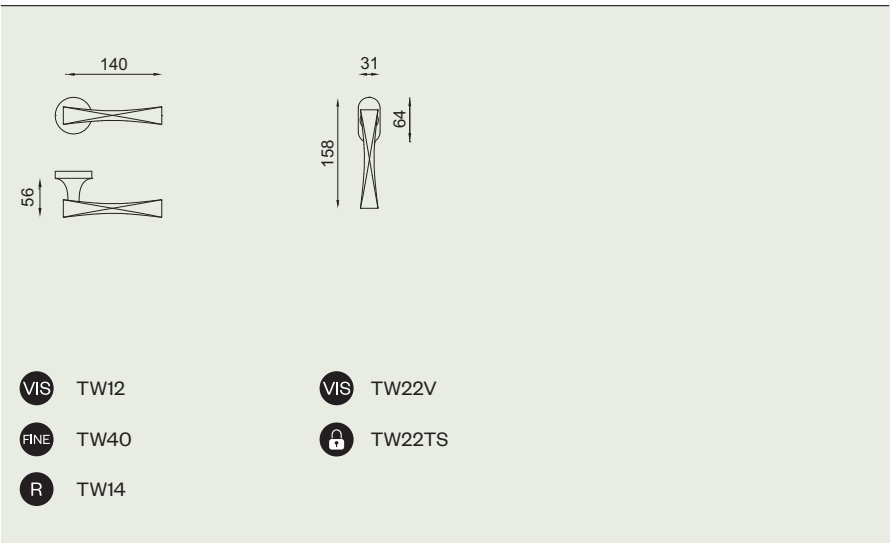 140
56
31
64
158
VIS TW12
FINE TW40
R TW14
VIS TW22V
TW22TS